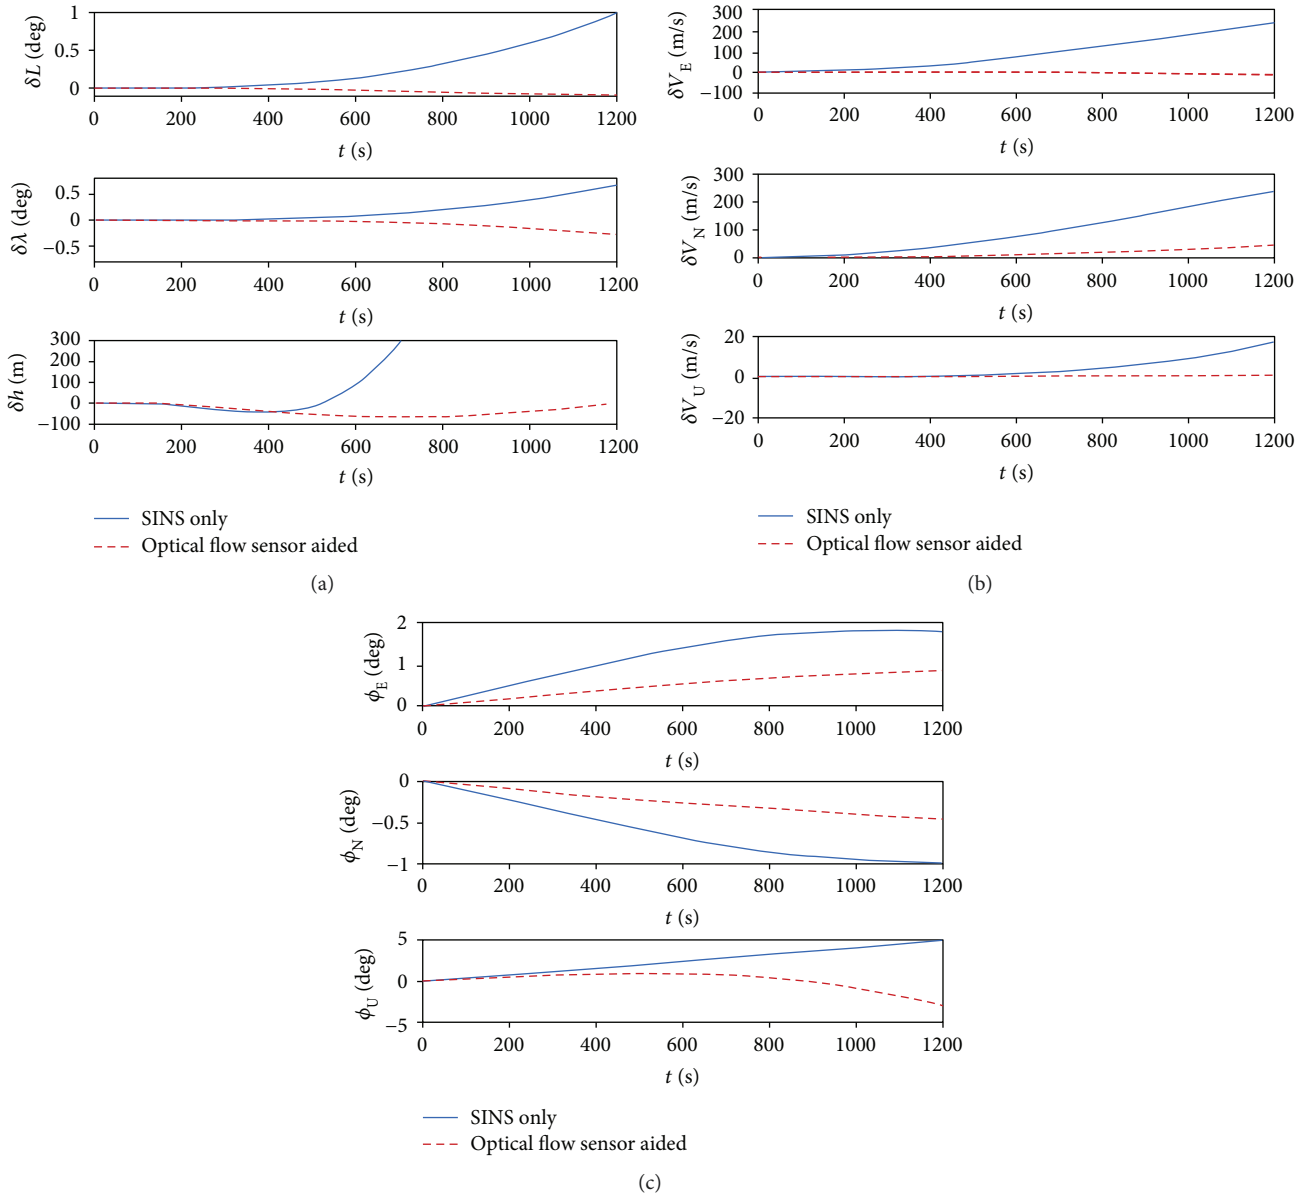 δL (deg)
1
0.5
0
0 200 400 600 800 1000 1200
t (s)
δλ (deg)
0.5
0
−0.5
0 200 400 600 800 1000 1200
t (s)
δh (m)
300
200
100
0
−100
0 200 400 600 800 1000 1200
t (s)
SINS only
Optical flow sensor aided
(a)
δV_E (m/s)
300
200
100
0
−100
0 200 400 600 800 1000 1200
t (s)
δV_N (m/s)
300
200
100
0
0 200 400 600 800 1000 1200
t (s)
δV_U (m/s)
20
0
−20
0 200 400 600 800 1000 1200
t (s)
SINS only
Optical flow sensor aided
(b)
ϕ_E (deg)
2
1
0
0 200 400 600 800 1000 1200
t (s)
ϕ_N (deg)
0
−0.5
−1
0 200 400 600 800 1000 1200
t (s)
ϕ_U (deg)
5
0
−5
0 200 400 600 800 1000 1200
t (s)
SINS only
Optical flow sensor aided
(c)